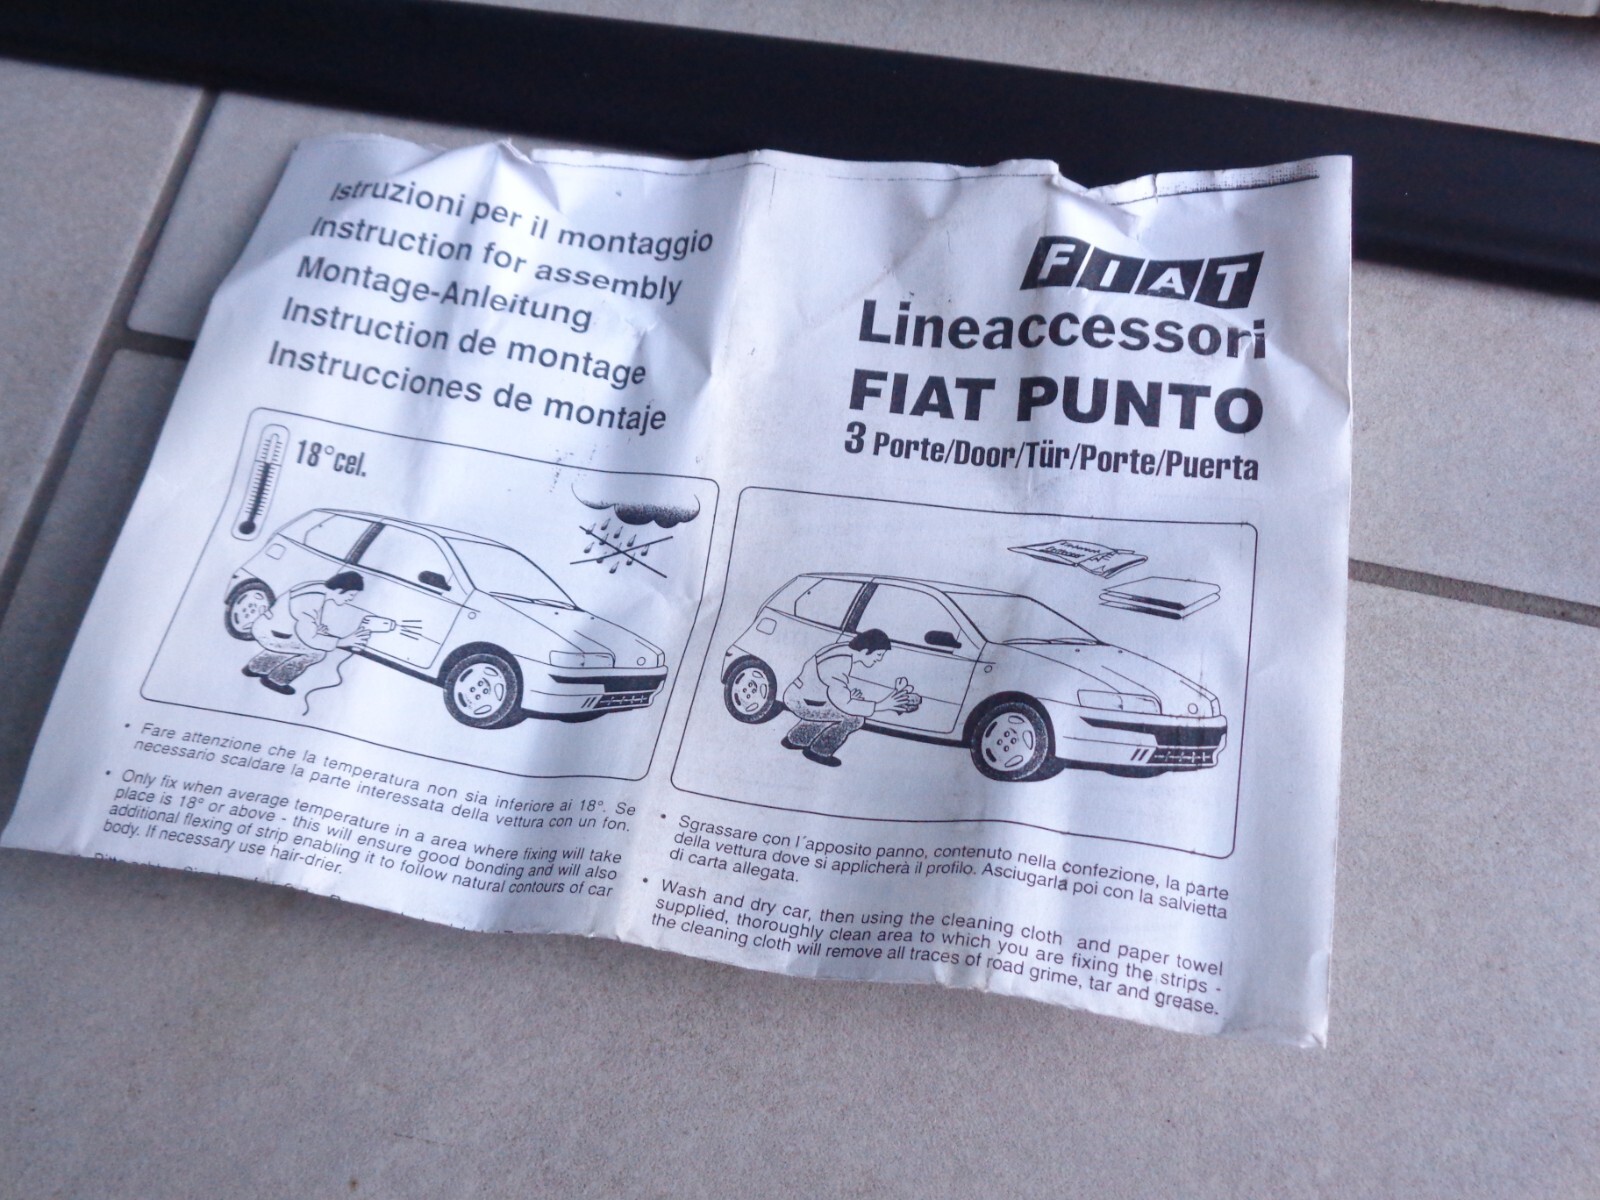 Istruzioni per il montaggio
Instruction for assembly
Montage-Anleitung
Instruction de montage
Instrucciones de montaje
18°cel.
• Fare attenzione che la temperatura non sia inferiore ai 18°. Se
necessario scaldare la parte interessata della vettura con un fon.
• Only fix when average temperature in a area where fixing will take
place is 18° or above - this will ensure good bonding and will also
additional flexing of strip enabling it to follow natural contours of car
body. If necessary use hair-drier.
FIAT
Lineaccessori
FIAT PUNTO
3 Porte/Door/Tür/Porte/Puerta
• Sgrassare con l´apposito panno, contenuto nella confezione, la parte
della vettura dove si applicherà il profilo. Asciugarla poi con la salvietta
di carta allegata.
• Wash and dry car, then using the cleaning cloth and paper towel
supplied, thoroughly clean area to which you are fixing the strips -
the cleaning cloth will remove all traces of road grime, tar and grease.